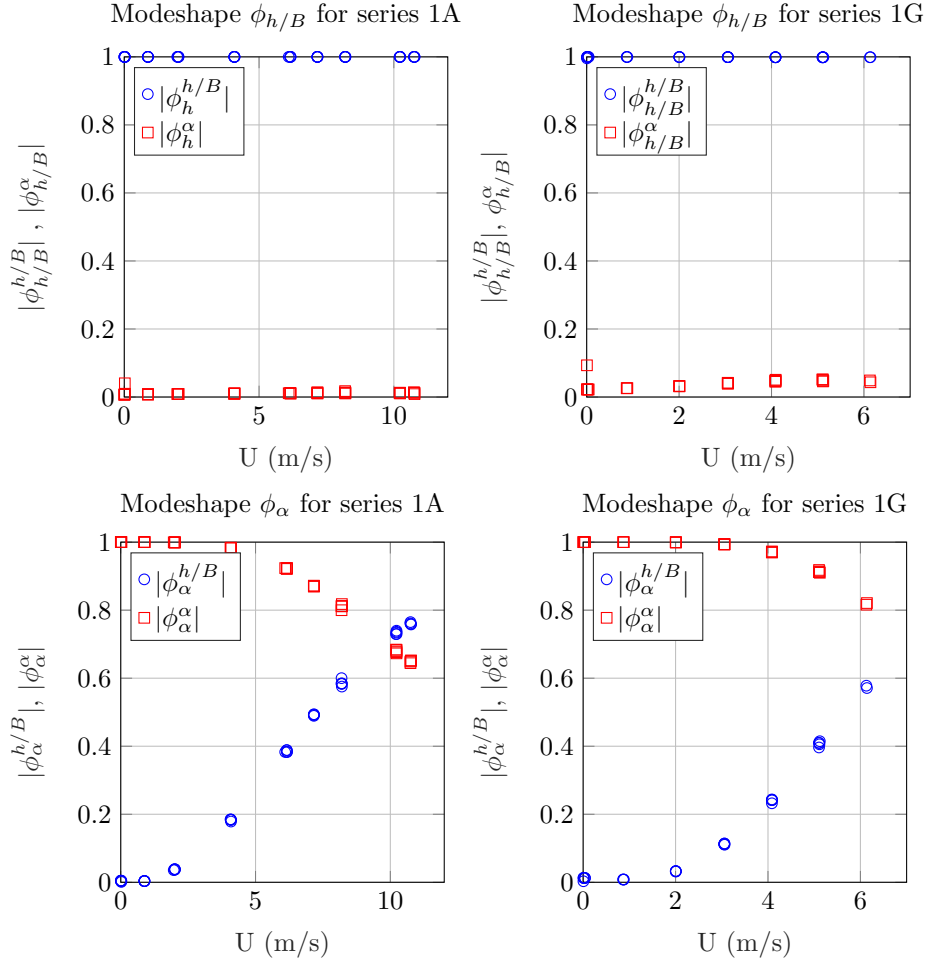 Modeshape ϕ_{h/B} for series 1A
1
0.8
0.6
0.4
0.2
0
0
5
10
U (m/s)
|ϕ_{h/B}^{h/B}| , |ϕ_{h/B}^{α}|
|ϕ_h^{h/B}|
|ϕ_h^α|
Modeshape ϕ_{h/B} for series 1G
1
0.8
0.6
0.4
0.2
0
0
2
4
6
U (m/s)
|ϕ_{h/B}^{h/B}|, ϕ_{h/B}^{α}|
|ϕ_{h/B}^{h/B}|
|ϕ_{h/B}^{α}|
Modeshape ϕ_α for series 1A
1
0.8
0.6
0.4
0.2
0
0
5
10
U (m/s)
|ϕ_α^{h/B}|, |ϕ_α^α|
|ϕ_α^{h/B}|
|ϕ_α^α|
Modeshape ϕ_α for series 1G
1
0.8
0.6
0.4
0.2
0
0
2
4
6
U (m/s)
|ϕ_α^{h/B}|, |ϕ_α^α|
|ϕ_α^{h/B}|
|ϕ_α^α|